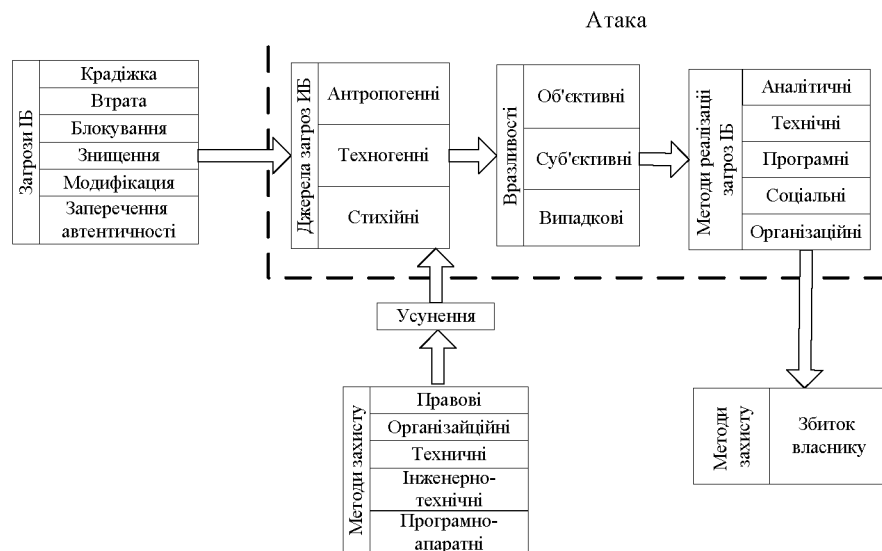 Атака
Загрози ІБ
Крадіжка
Втрата
Блокування
Знищення
Модифікация
Заперечення
автентичності
Джерела загроз ИБ
Антропогенні
Техногенні
Стихійні
Вразливості
Об'єктивні
Суб'єктивні
Випадкові
Методи реалізації
загроз ІБ
Аналітичні
Технічні
Програмні
Соціальні
Організаційні
Усунення
Методи захисту
Правові
Організайційні
Техничні
Інженерно-
технічні
Програмно-
апаратні
Методи
захисту
Збиток
власнику